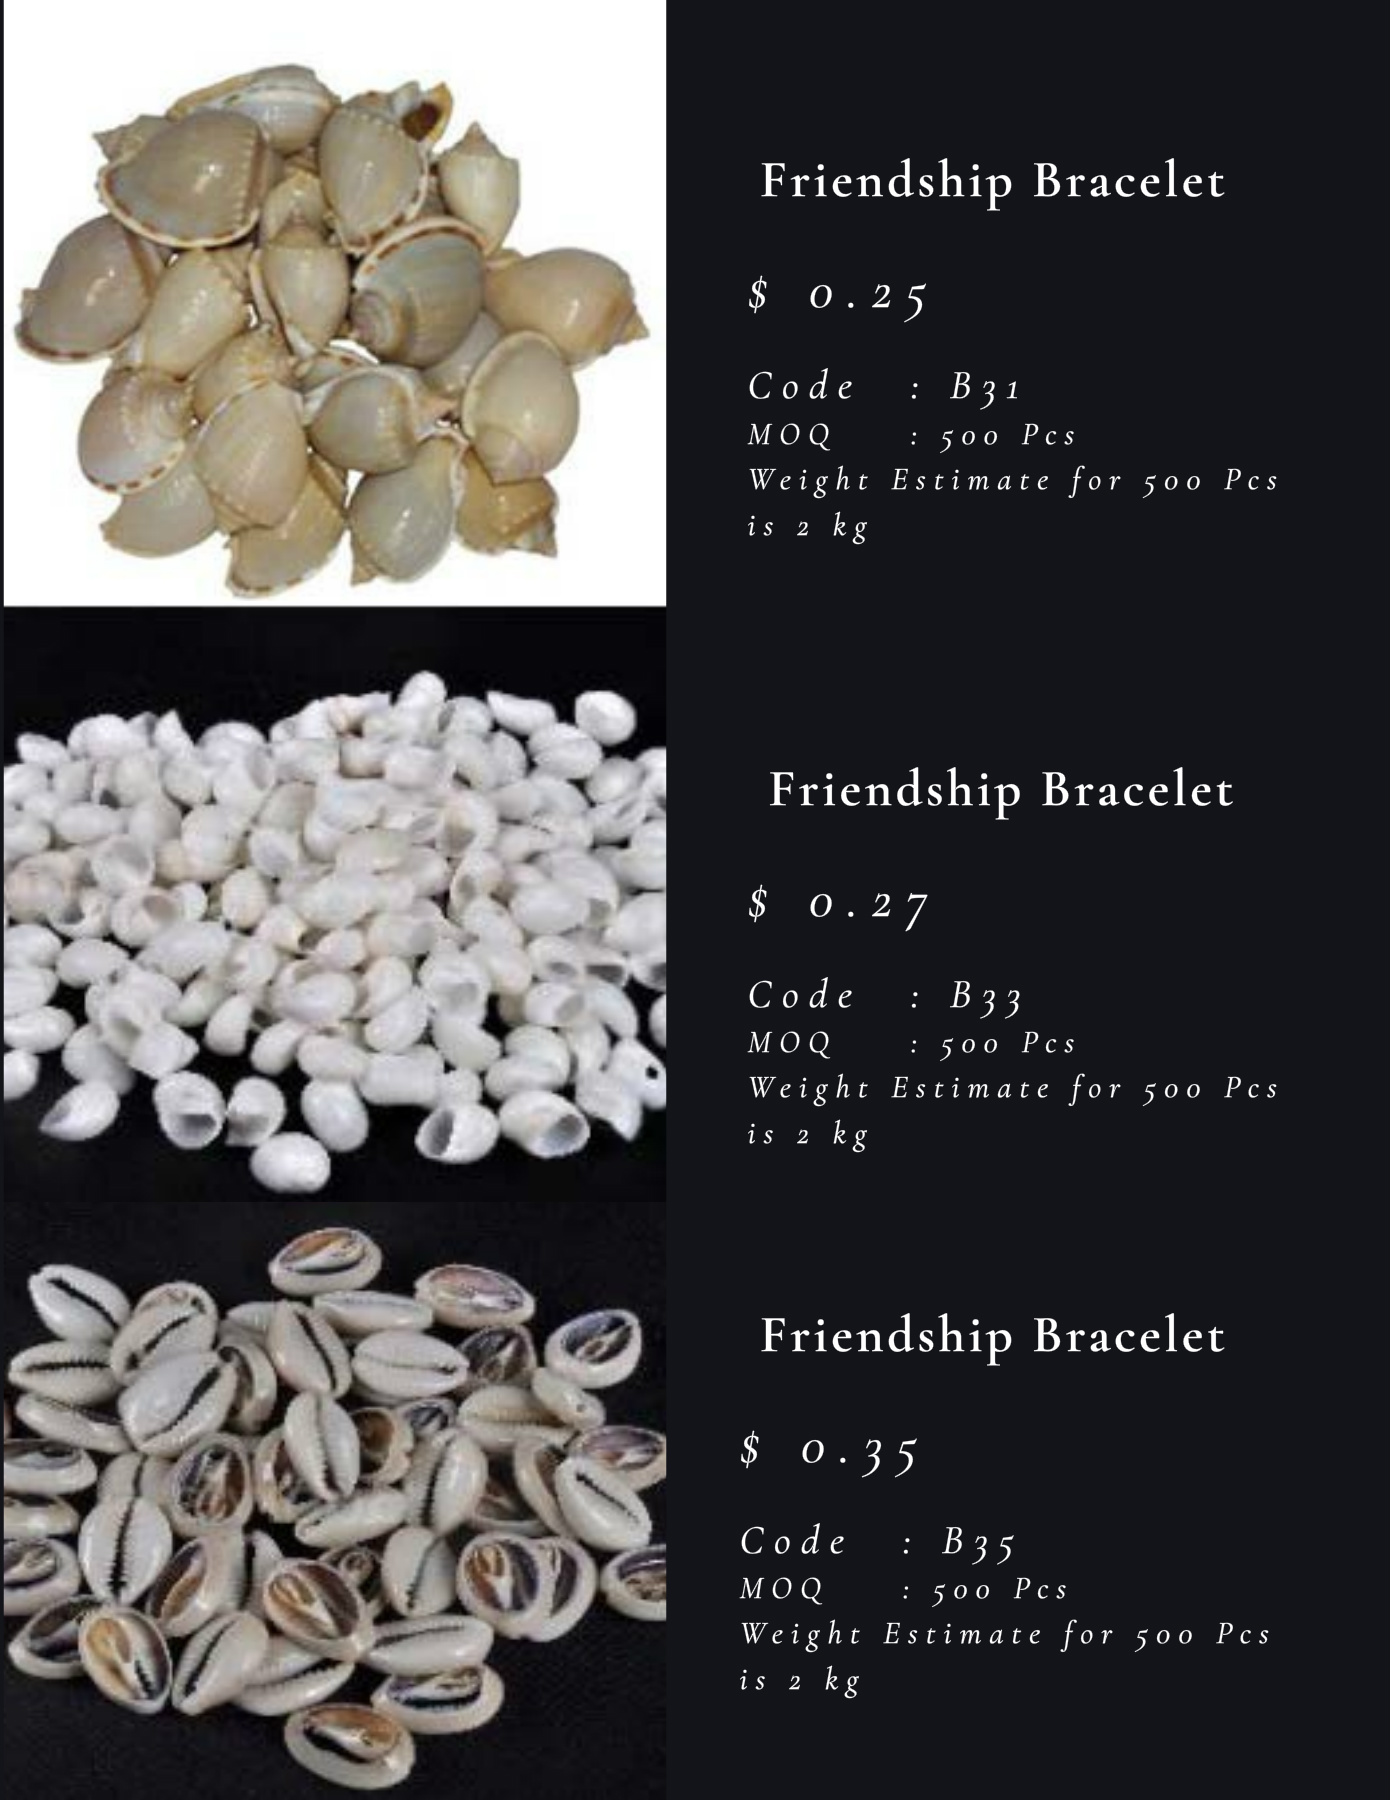 Friendship Bracelet
$ 0.25
Code : B31
MOQ : 500 Pcs
Weight Estimate for 500 Pcs
is 2 kg
Friendship Bracelet
$ 0.27
Code : B33
MOQ : 500 Pcs
Weight Estimate for 500 Pcs
is 2 kg
Friendship Bracelet
$ 0.35
Code : B35
MOQ : 500 Pcs
Weight Estimate for 500 Pcs
is 2 kg